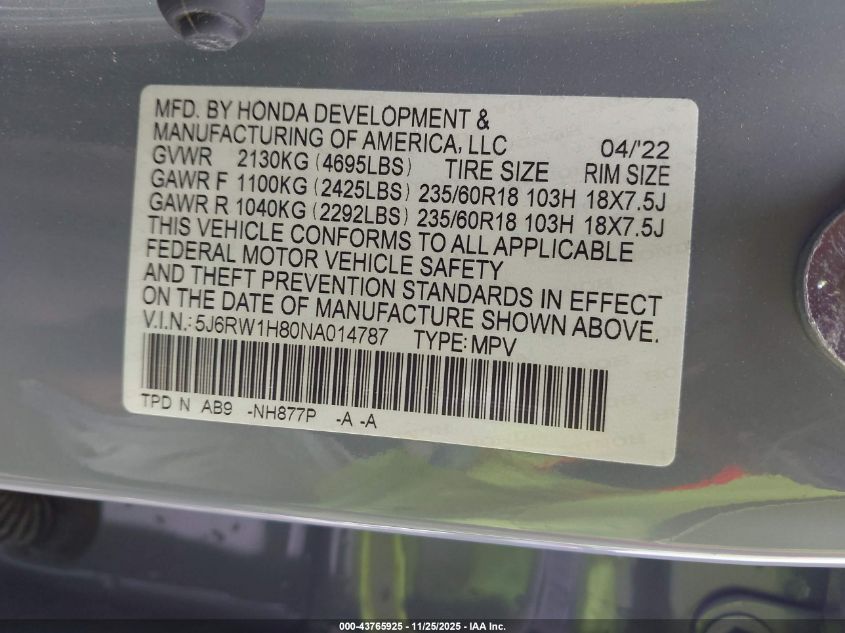 MFD. BY HONDA DEVELOPMENT &
MANUFACTURING OF AMERICA, LLC 04/'22
GVWR 2130KG (4695LBS) TIRE SIZE RIM SIZE
GAWR F 1100KG (2425LBS) 235/60R18 103H 18X7.5J
GAWR R 1040KG (2292LBS) 235/60R18 103H 18X7.5J
THIS VEHICLE CONFORMS TO ALL APPLICABLE
FEDERAL MOTOR VEHICLE SAFETY
AND THEFT PREVENTION STANDARDS IN EFFECT
ON THE DATE OF MANUFACTURE SHOWN ABOVE.
V.I.N.: 5J6RW1H80NA014787 TYPE: MPV
TPD N AB9 -NH877P -A -A
000-43765925 - 11/25/2025 - IAA Inc.